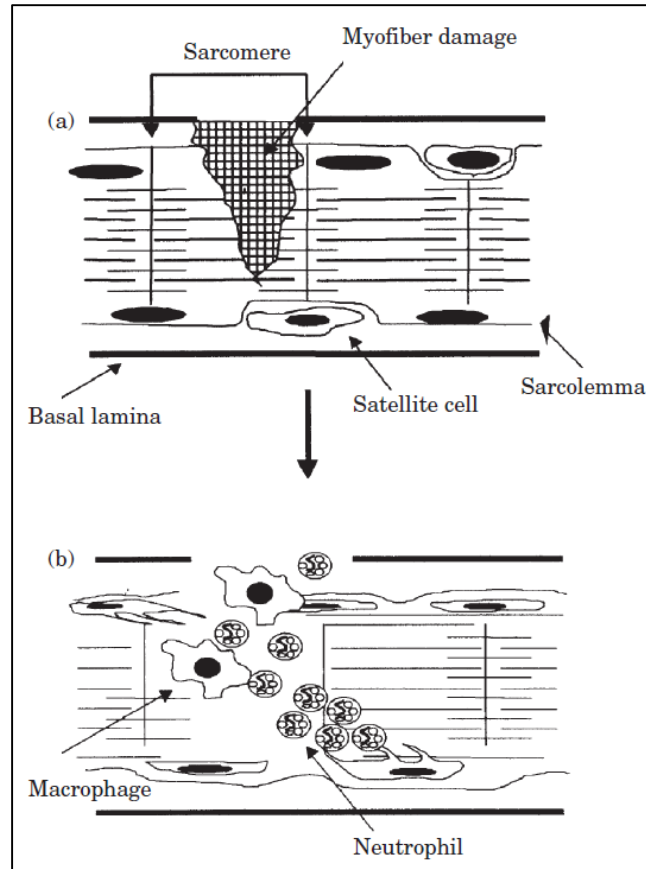 Myofiber damage
Sarcomere
(a)
Sarcolemma
Satellite cell
Basal lamina
(b)
Macrophage
Neutrophil